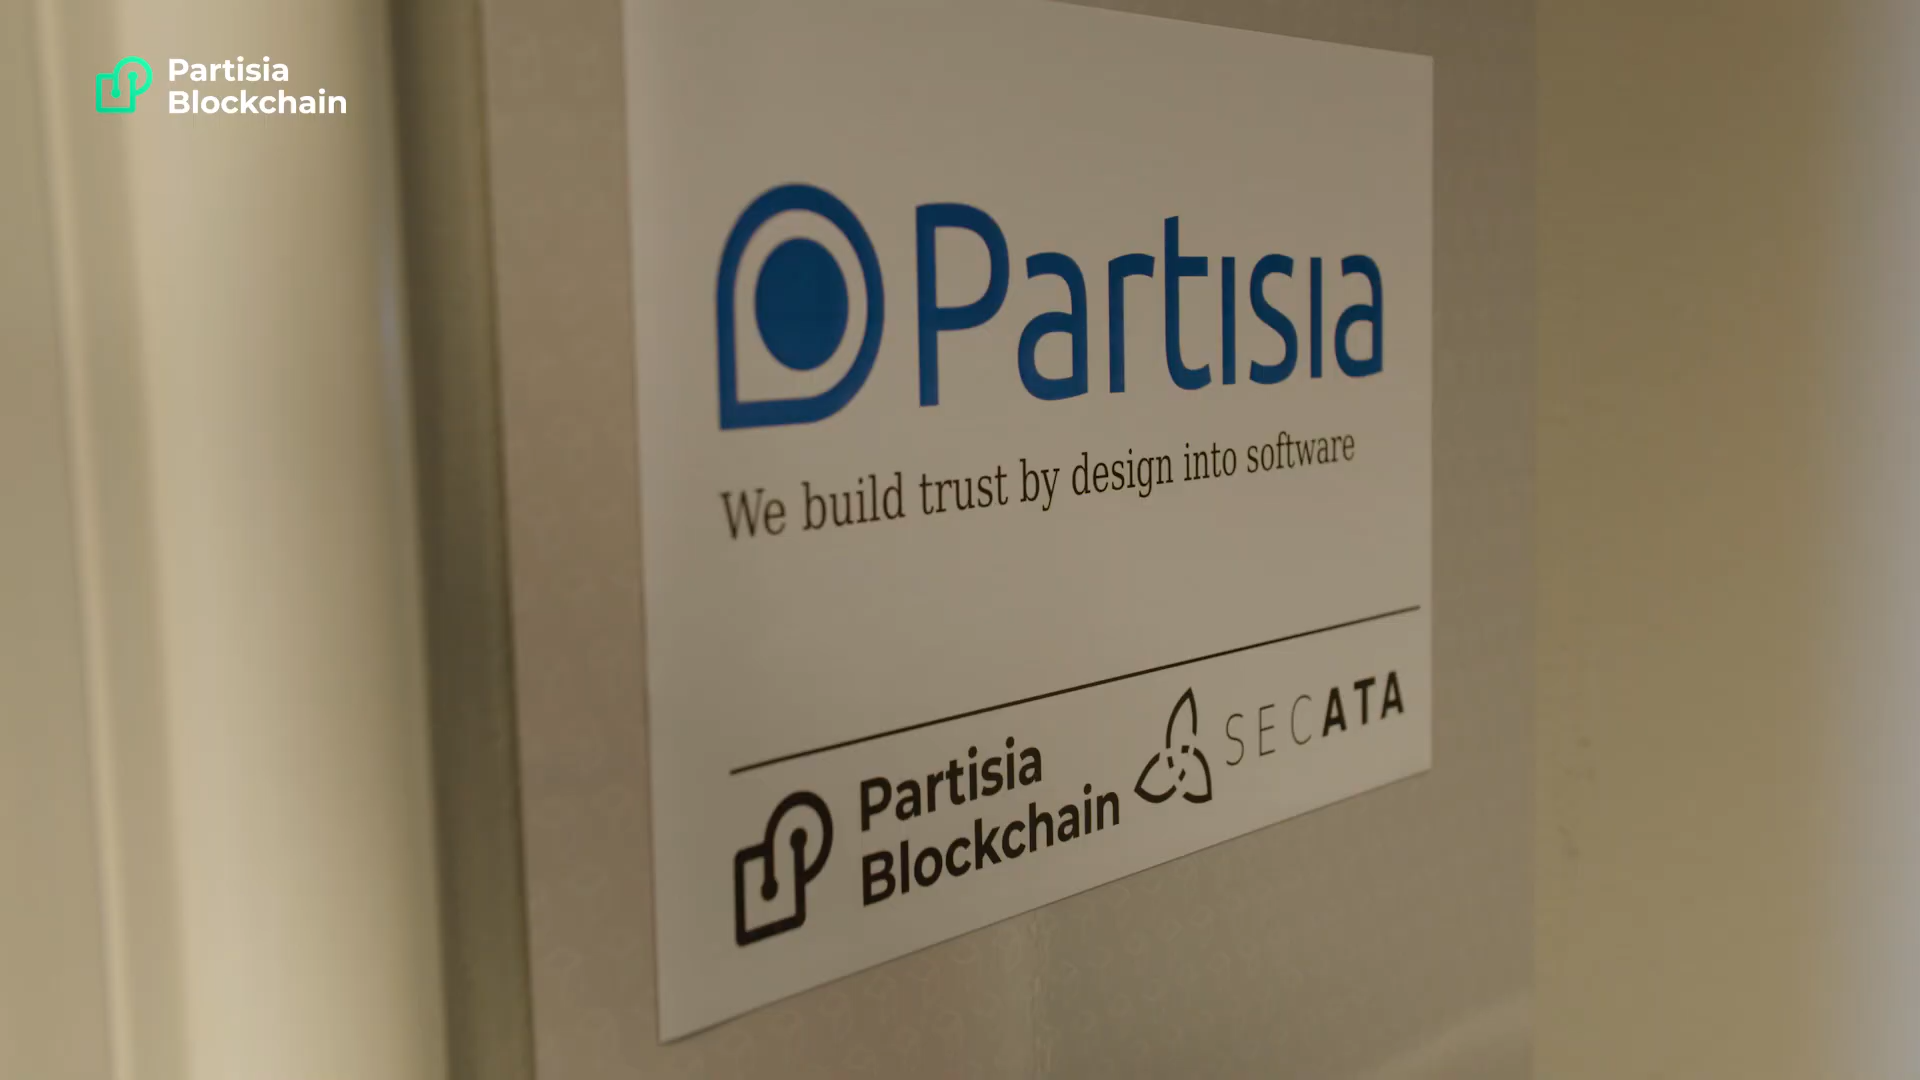 Partisia
Blockchain
Partisia
We build trust by design into software
Partisia
Blockchain
SECATA